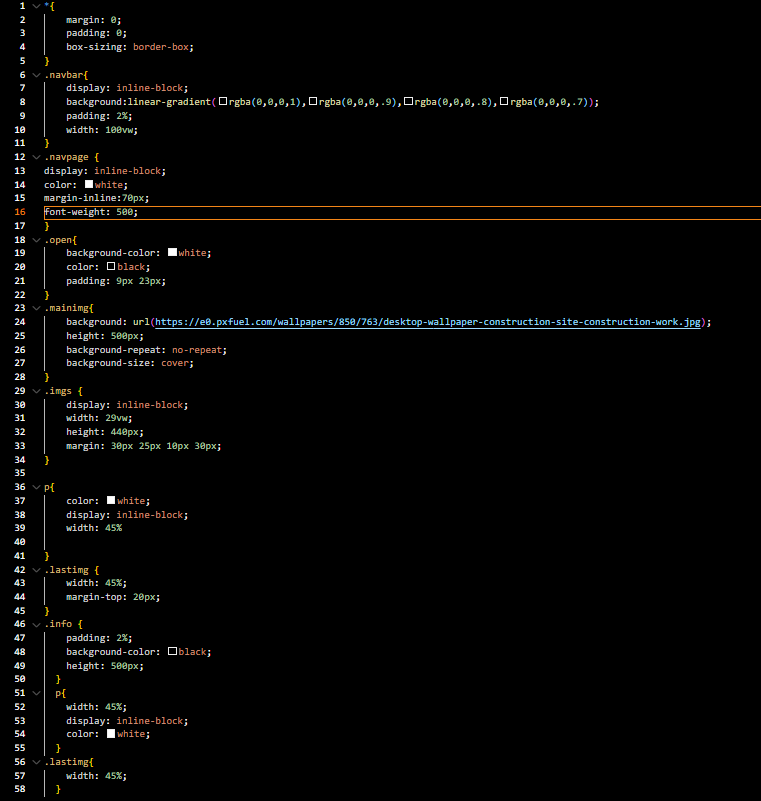 1 *{
2 margin: 0;
3 padding: 0;
4 box-sizing: border-box;
5 }
6 .navbar{
7 display: inline-block;
8 background:linear-gradient(rgba(0,0,0,1),rgba(0,0,0,.9),rgba(0,0,0,.8),rgba(0,0,0,.7));
9 padding: 2%;
10 width: 100vw;
11 }
12 .navpage {
13 display: inline-block;
14 color: white;
15 margin-inline:70px;
16 font-weight: 500;
17 }
18 .open{
19 background-color: white;
20 color: black;
21 padding: 9px 23px;
22 }
23 .mainimg{
24 background: url(https://e0.pxfuel.com/wallpapers/850/763/desktop-wallpaper-construction-site-construction-work.jpg);
25 height: 500px;
26 background-repeat: no-repeat;
27 background-size: cover;
28 }
29 .imgs {
30 display: inline-block;
31 width: 29vw;
32 height: 440px;
33 margin: 30px 25px 10px 30px;
34 }
35
36 p{
37 color: white;
38 display: inline-block;
39 width: 45%
40
41 }
42 .lastimg {
43 width: 45%;
44 margin-top: 20px;
45 }
46 .info {
47 padding: 2%;
48 background-color: black;
49 height: 500px;
50 }
51 p{
52 width: 45%;
53 display: inline-block;
54 color: white;
55 }
56 .lastimg{
57 width: 45%;
58 }